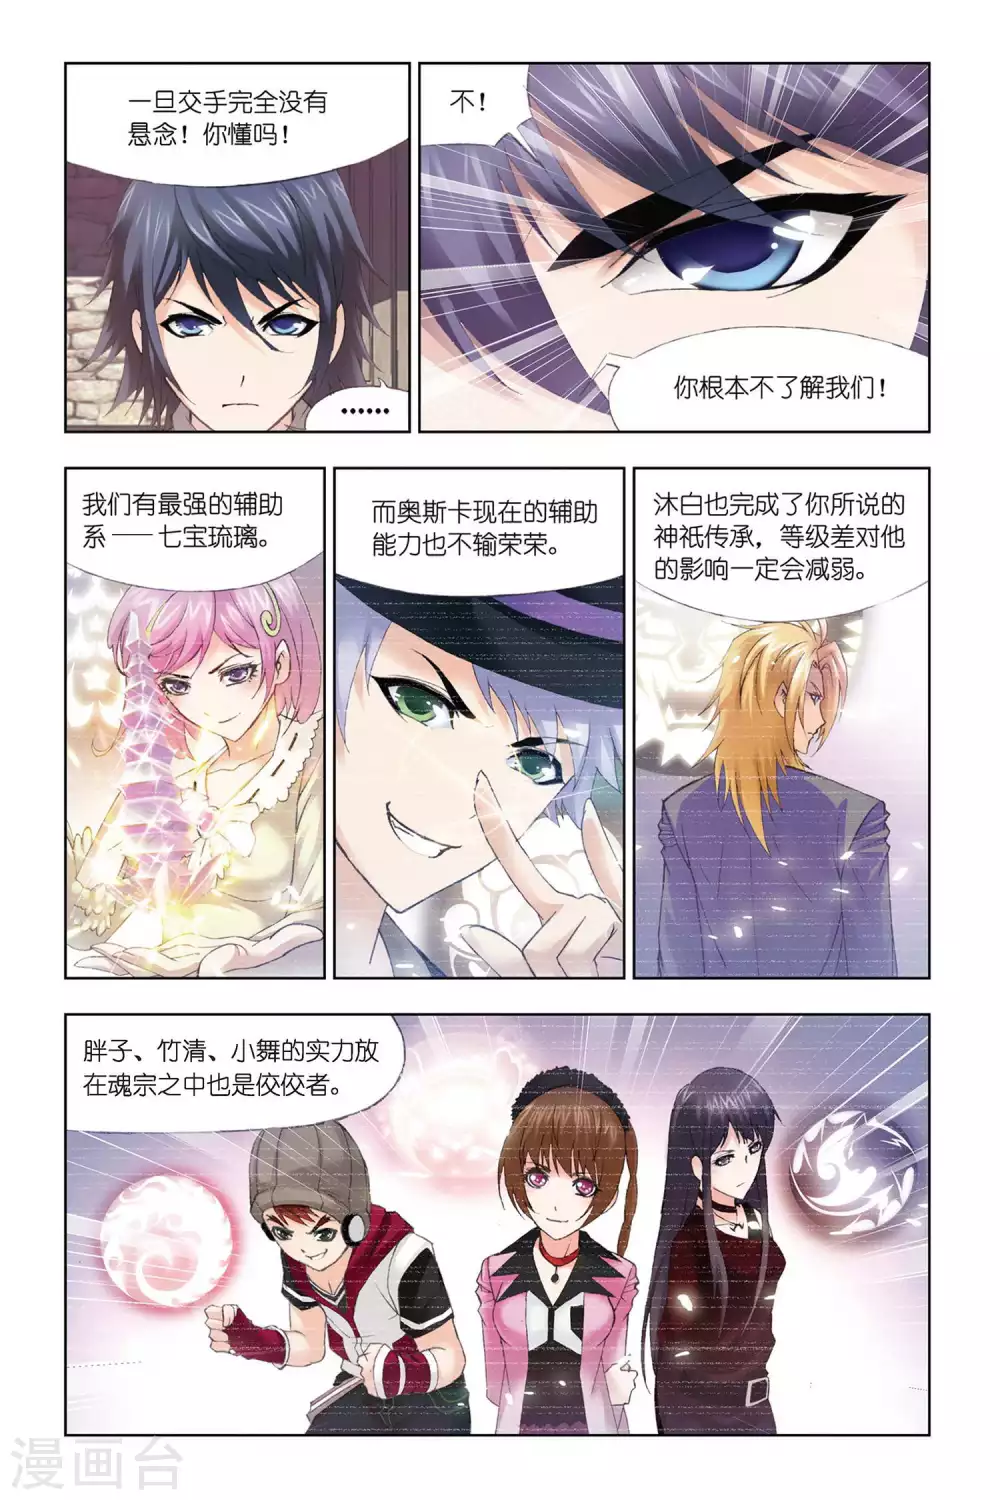 一旦交手完全没有
悬念！你懂吗！
……
不！
你根本不了解我们！
我们有最强的辅助
系——七宝琉璃。
而奥斯卡现在的辅助
能力也不输荣荣。
沐白也完成了你所说的
神祇传承，等级差对他
的影响一定会减弱。
胖子、竹清、小舞的实力放
在魂宗之中也是佼佼者。
漫画台